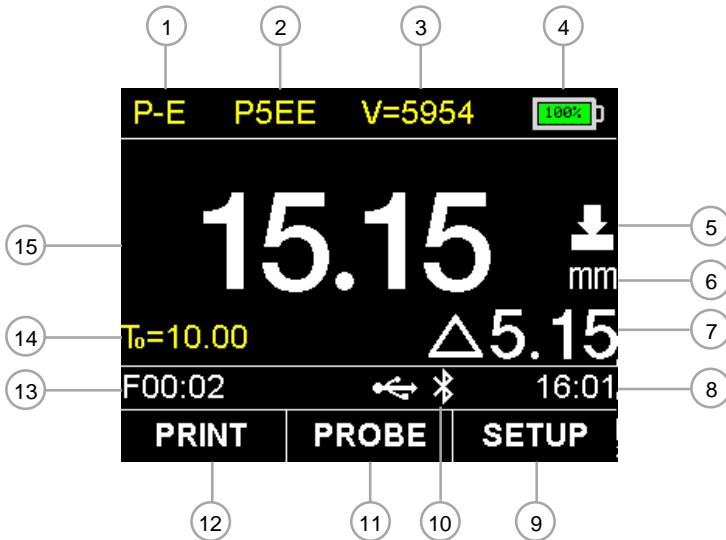 1 2 3 4
P-E P5EE V=5954 100%
15.15
5
15
mm
6
T₀=10.00 △5.15
14 7
F00:02 16:01
13 8
PRINT PROBE SETUP
12 11 10 9